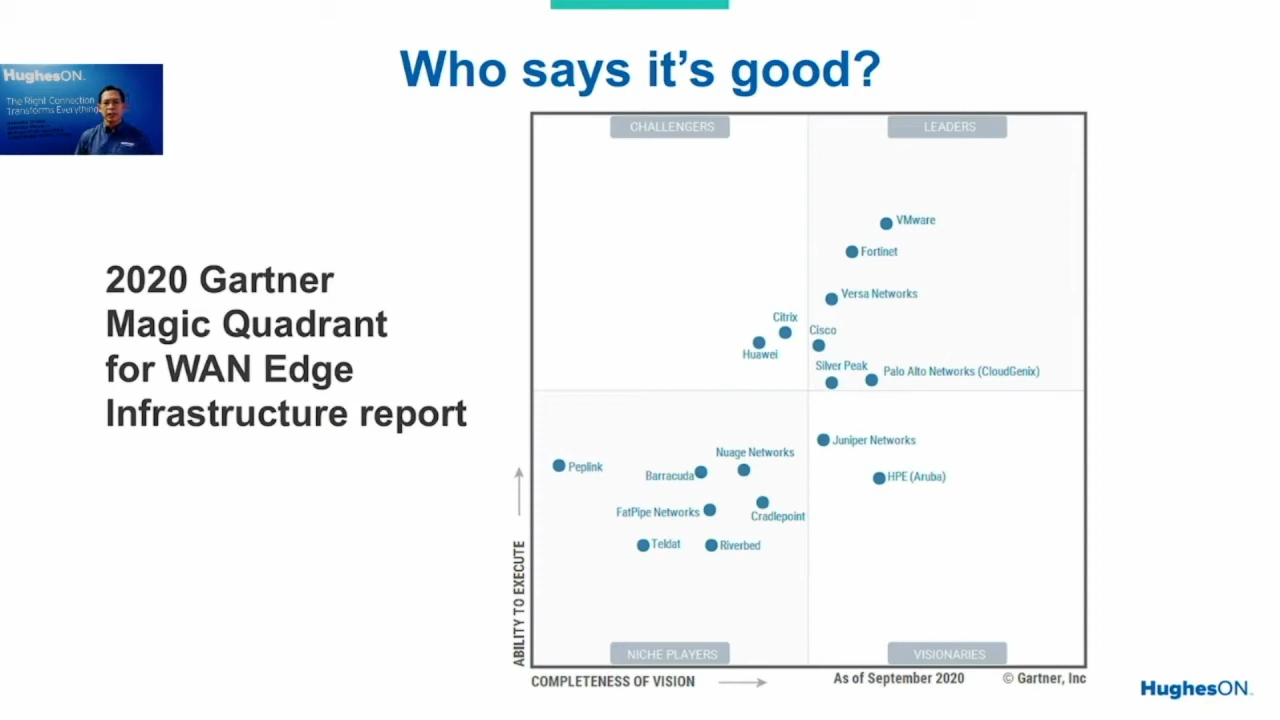 Who says it's good?
HughesON™
The Right Connection
Transforms Everything
2020 Gartner
Magic Quadrant
for WAN Edge
Infrastructure report
CHALLENGERS
LEADERS
VMware
Fortinet
Versa Networks
Citrix
Cisco
Huawei
Silver Peak
Palo Alto Networks (CloudGenix)
Juniper Networks
Nuage Networks
Peplink
Barracuda
HPE (Aruba)
FatPipe Networks
Cradlepoint
Teldat
Riverbed
NICHE PLAYERS
VISIONARIES
ABILITY TO EXECUTE
COMPLETENESS OF VISION
As of September 2020
© Gartner, Inc
HughesON™